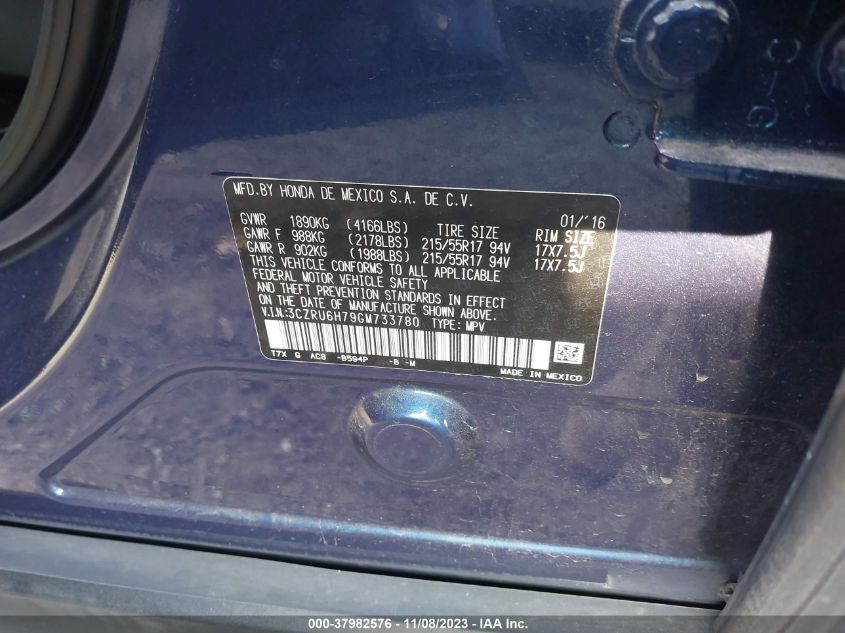 MFD.BY HONDA DE MEXICO S.A. DE C.V.
01/'16
GVWR 1890KG (4166LBS) TIRE SIZE RIM SIZE
GAWR F 988KG (2178LBS) 215/55R17 94V 17X7.5J
GAWR R 902KG (1988LBS) 215/55R17 94V 17X7.5J
THIS VEHICLE CONFORMS TO ALL APPLICABLE
FEDERAL MOTOR VEHICLE SAFETY
AND THEFT PREVENTION STANDARDS IN EFFECT
ON THE DATE OF MANUFACTURE SHOWN ABOVE.
V.I.N.:3CZRU6H79GM733780 TYPE: MPV
T7X G AC8 -B594P -B -M
MADE IN MEXICO
000-37982576 - 11/08/2023 - Copyright © IAA, Inc.